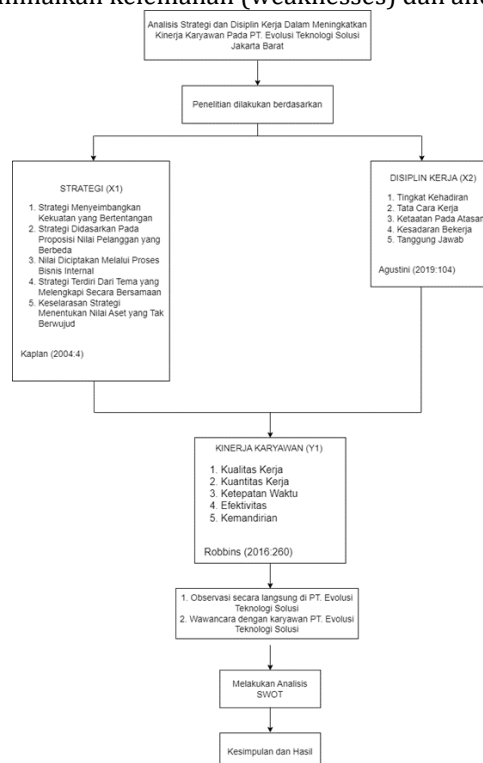 (weaknesses) dan
Analisis Strategi dan Disiplin Kerja Dalam Meningkatkan
Kinerja Karyawan Pada PT. Evolusi Teknologi Solusi
Jakarta Barat
Penelitian dilakukan berdasarkan
STRATEGI (X1)
1. Strategi Menyeimbangkan
Kekuatan yang Bertentangan
2. Strategi Didasarkan Pada
Proposisi Nilai Pelanggan yang
Berbeda
3. Nilai Diciptakan Melalui Proses
Bisnis Internal
4. Strategi Terdiri Dari Tema yang
Melengkapi Secara Bersamaan
5. Keselarasan Strategi
Menentukan Nilai Aset yang Tak
Berwujud
Kaplan (2004:4)
DISIPLIN KERJA (X2)
1. Tingkat Kehadiran
2. Tata Cara Kerja
3. Ketaatan Pada Atasan
4. Kesadaran Bekerja
5. Tanggung Jawab
Agustini (2019:104)
KINERJA KARYAWAN (Y1)
1. Kualitas Kerja
2. Kuantitas Kerja
3. Ketepatan Waktu
4. Efektivitas
5. Kemandirian
Robbins (2016:260)
1. Observasi secara langsung di PT. Evolusi
Teknologi Solusi
2. Wawancara dengan karyawan PT. Evolusi
Teknologi Solusi
Melakukan Analisis
SWOT
Kesimpulan dan Hasil